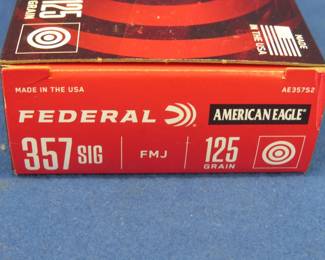 125
GRAIN
MADE
IN THE USA
MADE IN THE USA
AE357S2
FEDERAL
AMERICAN EAGLE®
357 SIG
FMJ
125
GRAIN